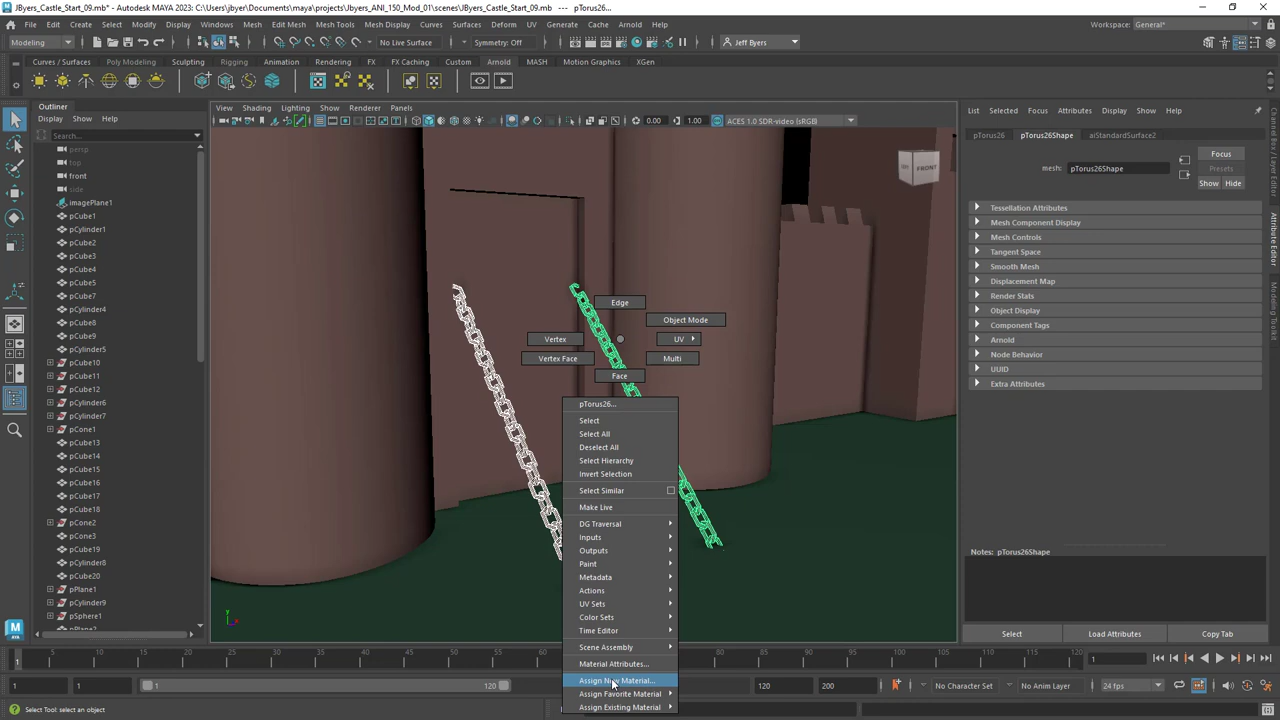 JByers_Castle_Start_09.mb* - Autodesk MAYA 2023: C:\Users\jbyer\Documents\maya\projects\Jbyers_ANI_150_Mod_01\scenes\JByers_Castle_Start_09.mb --- pTorus26...
File Edit Create Select Modify Display Windows Mesh Edit Mesh Mesh Tools Mesh Display Curves Surfaces Deform UV Generate Cache Arnold Help
Workspace: General*
Modeling
No Live Surface
Symmetry: Off
Jeff Byers
Curves / Surfaces Poly Modeling Sculpting Rigging Animation Rendering FX FX Caching Custom Arnold MASH Motion Graphics XGen
Outliner
Display Show Help
Search...
persp
top
front
side
imagePlane1
pCube1
pCylinder1
pCube2
pCube3
pCube4
pCube5
pCube7
pCylinder4
pCube8
pCube9
pCylinder5
pCube10
pCube11
pCube12
pCylinder6
pCylinder7
pCone1
pCube13
pCube14
pCube15
pCube16
pCube17
pCube18
pCone2
pCone3
pCube19
pCylinder8
pCube20
pPlane1
pCylinder9
pSphere1
pPlane2
View Shading Lighting Show Renderer Panels
0.00 1.00 ACES 1.0 SDR-video (sRGB)
FRONT
Edge
Object Mode
Vertex
UV
Vertex Face
Multi
Face
pTorus26...
Select
Select All
Deselect All
Select Hierarchy
Invert Selection
Select Similar
Make Live
DG Traversal
Inputs
Outputs
Paint
Metadata
Actions
UV Sets
Color Sets
Time Editor
Scene Assembly
Material Attributes...
Assign New Material...
Assign Favorite Material
Assign Existing Material
y
List Selected Focus Attributes Display Show Help
pTorus26 pTorus26Shape aiStandardSurface2
mesh: pTorus26Shape
Focus
Presets
Show Hide
Tessellation Attributes
Mesh Component Display
Mesh Controls
Tangent Space
Smooth Mesh
Displacement Map
Render Stats
Object Display
Component Tags
Arnold
Node Behavior
UUID
Extra Attributes
Notes: pTorus26Shape
Select Load Attributes Copy Tab
Channel Box / Layer Editor
Attribute Editor
Modeling Toolkit
1 5 10 15 20 25 30 35 40 45 50 55 60 80 85 90 95 100 105 110 115 120
1
1 1 1 120 120 200
No Character Set
No Anim Layer
24 fps
Select Tool: select an object